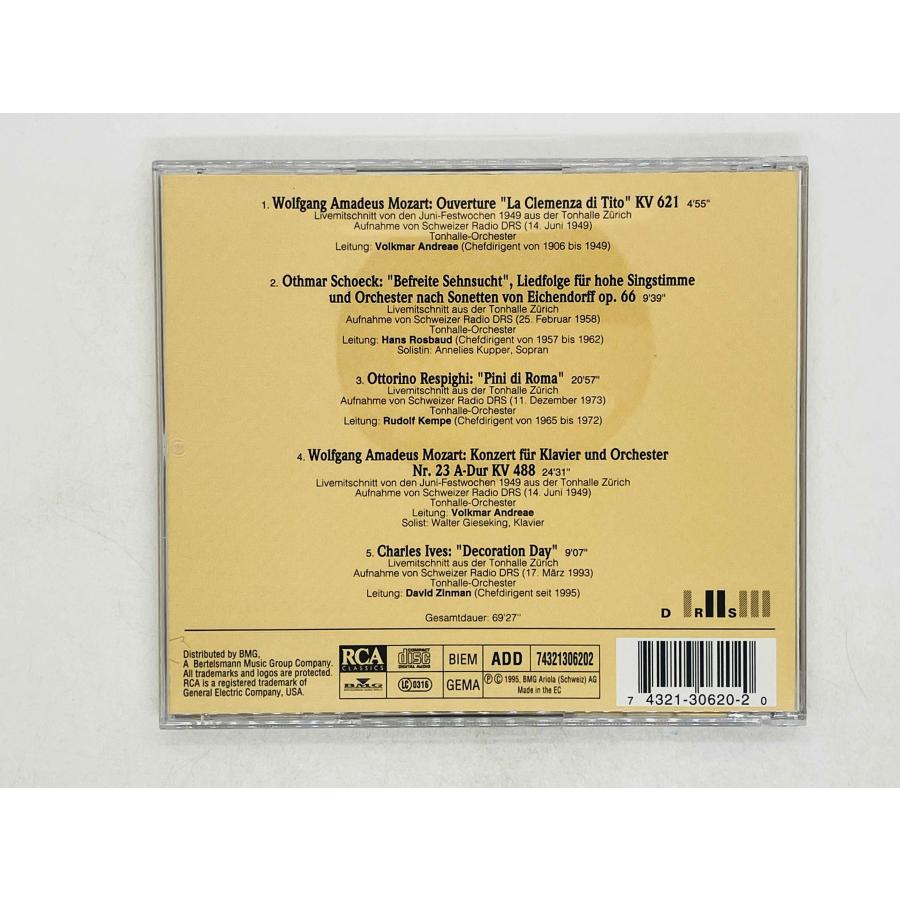 1. Wolfgang Amadeus Mozart: Ouverture "La Clemenza di Tito" KV 621 4'55"
Livemitschnitt von den Juni-Festwochen 1949 aus der Tonhalle Zürich
Aufnahme von Schweizer Radio DRS (14. Juni 1949)
Tonhalle-Orchester
Leitung: Volkmar Andreae (Chefdirigent von 1906 bis 1949)
2. Othmar Schoeck: "Befreite Sehnsucht", Liedfolge für hohe Singstimme
und Orchester nach Sonetten von Eichendorff op. 66 9'39"
Livemitschnitt aus der Tonhalle Zürich
Aufnahme von Schweizer Radio DRS (25. Februar 1958)
Tonhalle-Orchester
Leitung: Hans Rosbaud (Chefdirigent von 1957 bis 1962)
Solistin: Annelies Kupper, Sopran
3. Ottorino Respighi: "Pini di Roma" 20'57"
Livemitschnitt aus der Tonhalle Zürich
Aufnahme von Schweizer Radio DRS (11. Dezember 1973)
Tonhalle-Orchester
Leitung: Rudolf Kempe (Chefdirigent von 1965 bis 1972)
4. Wolfgang Amadeus Mozart: Konzert für Klavier und Orchester
Nr. 23 A-Dur KV 488 24'31"
Livemitschnitt von den Juni-Festwochen 1949 aus der Tonhalle Zürich
Aufnahme von Schweizer Radio DRS (14. Juni 1949)
Tonhalle-Orchester
Leitung: Volkmar Andreae
Solist: Walter Gieseking, Klavier
5. Charles Ives: "Decoration Day" 9'07"
Livemitschnitt aus der Tonhalle Zürich
Aufnahme von Schweizer Radio DRS (17. März 1993)
Tonhalle-Orchester
Leitung: David Zinman (Chefdirigent seit 1995)
Gesamtdauer: 69'27"
D R S
Distributed by BMG,
A Bertelsmann Music Group Company.
All trademarks and logos are protected.
RCA is a registered trademark of
General Electric Company, USA.
RCA
CLASSICS
BMG
COMPACT
disc
DIGITAL AUDIO
LC 0316
BIEM
GEMA
ADD
74321306202
Ⓟ © 1995, BMG Ariola (Schweiz) AG
Made in the EC
7 4321-30620-2 0